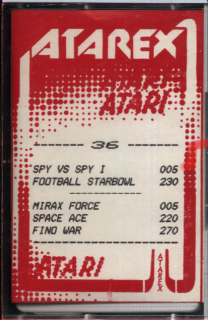 ATAREX
ATARI
ATARI
36
SPY VS SPY I 005
FOOTBALL STARBOWL 230
MIRAX FORCE 005
SPACE ACE 220
FINO WAR 270
ATARI
ATAREX